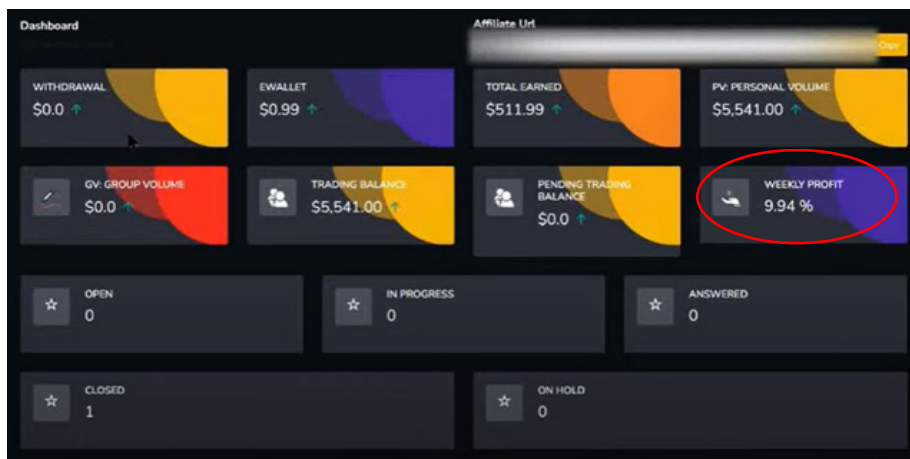 Dashboard
Affiliate Url
Copy
WITHDRAWAL
$0.0
EWALLET
$0.99
TOTAL EARNED
$511.99
PV: PERSONAL VOLUME
$5,541.00
GV: GROUP VOLUME
$0.0
TRADING BALANCE
$5,541.00
PENDING TRADING
BALANCE
$0.0
WEEKLY PROFIT
9.94 %
OPEN
0
IN PROGRESS
0
ANSWERED
0
CLOSED
1
ON HOLD
0